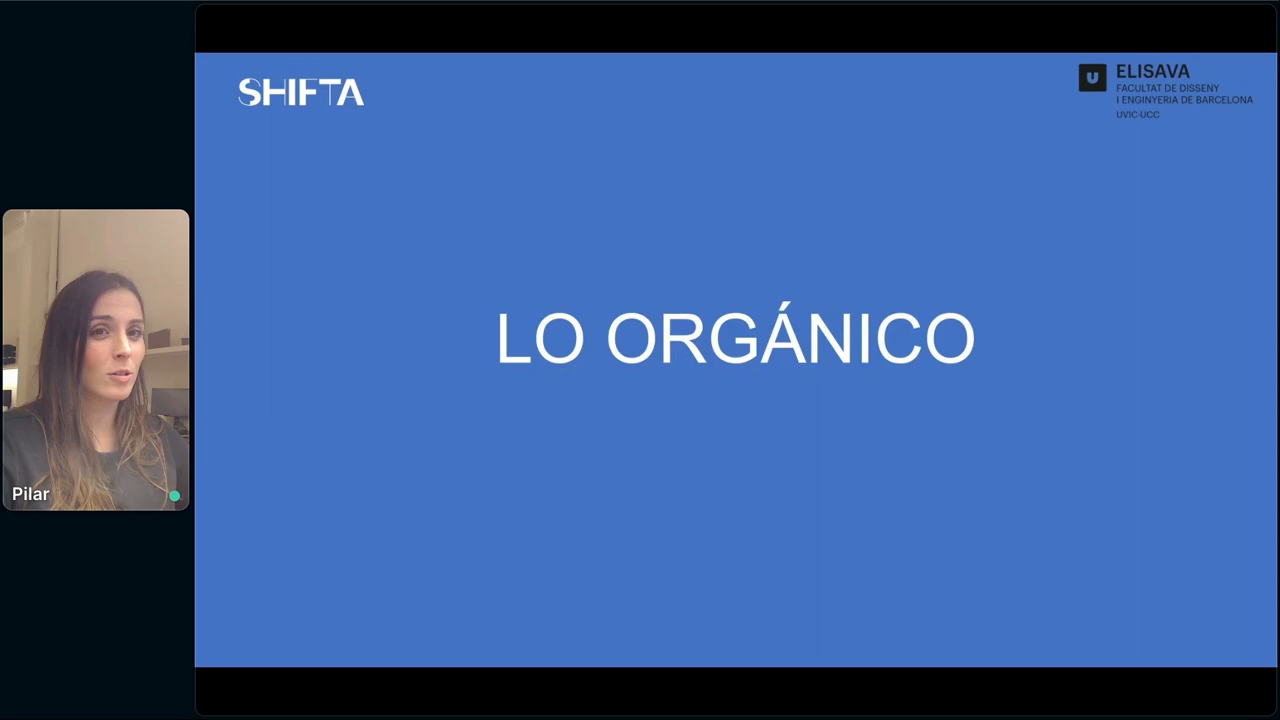 SHIFTA
U
ELISAVA
FACULTAT DE DISSENY
I ENGINYERIA DE BARCELONA
UVIC·UCC
LO ORGÁNICO
Pilar